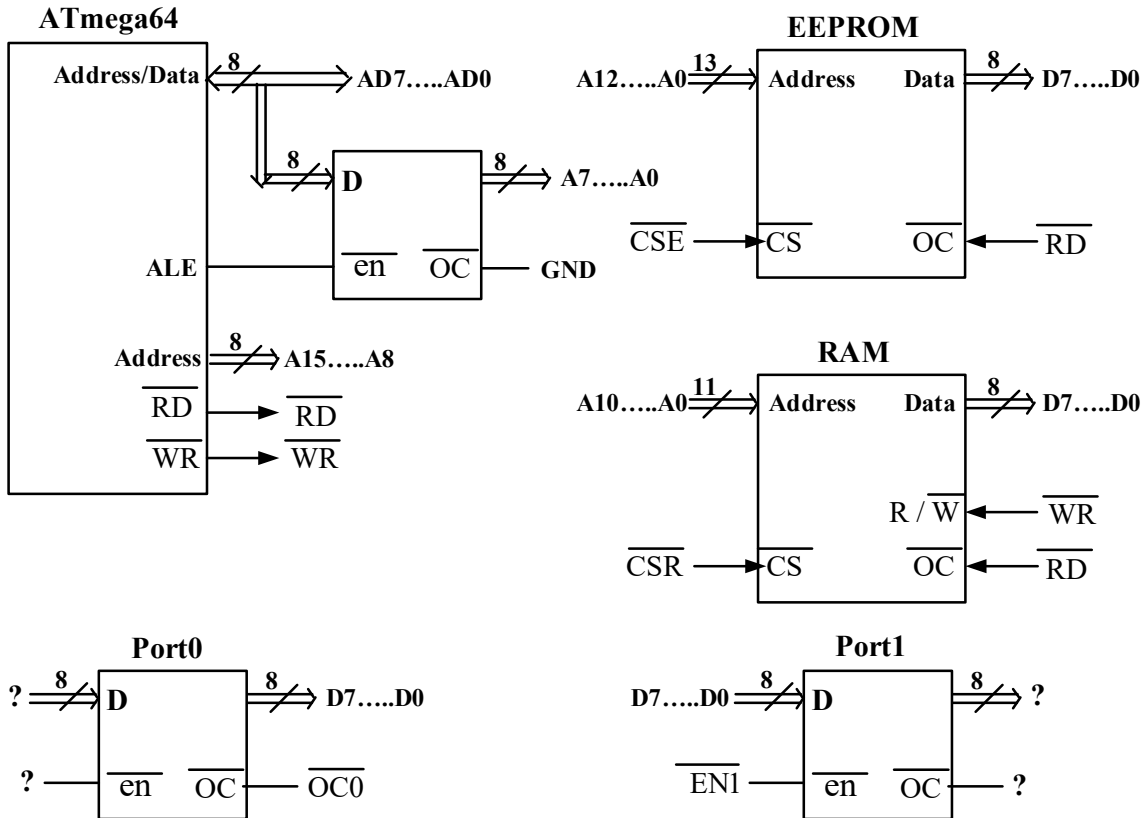 ATmega64
Address/Data
8
AD7…..AD0
8
D
8
A7…..A0
ALE
en
OC
GND
Address
8
A15…..A8
RD
RD
WR
WR
EEPROM
A12…..A0
13
Address
Data
8
D7…..D0
CSE
CS
OC
RD
RAM
A10…..A0
11
Address
Data
8
D7…..D0
R / W
WR
CSR
CS
OC
RD
Port0
?
8
D
8
D7…..D0
?
en
OC
OC0
Port1
D7…..D0
8
D
8
?
EN1
en
OC
?